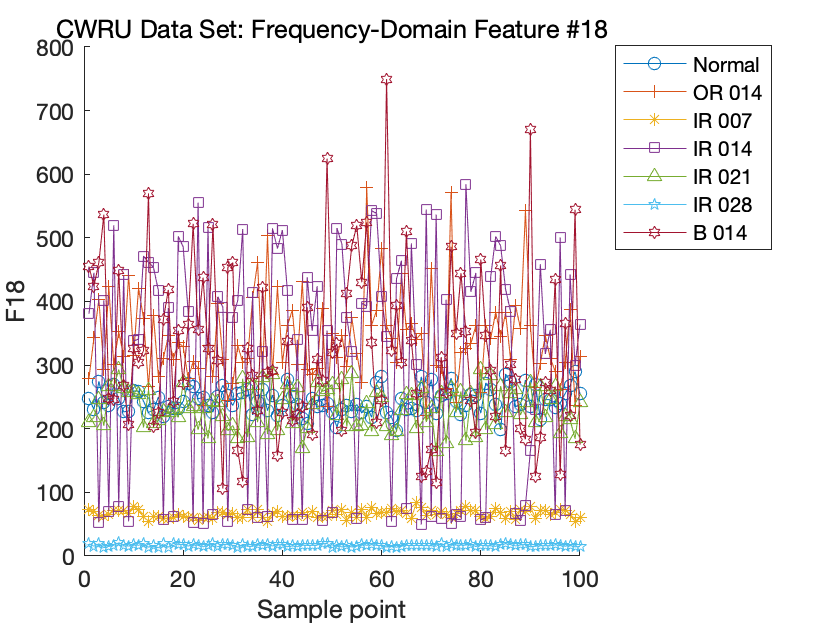 CWRU Data Set: Frequency-Domain Feature #18
800
700
600
500
400
300
200
100
0
F18
0 20 40 60 80 100
Sample point
Normal
OR 014
IR 007
IR 014
IR 021
IR 028
B 014